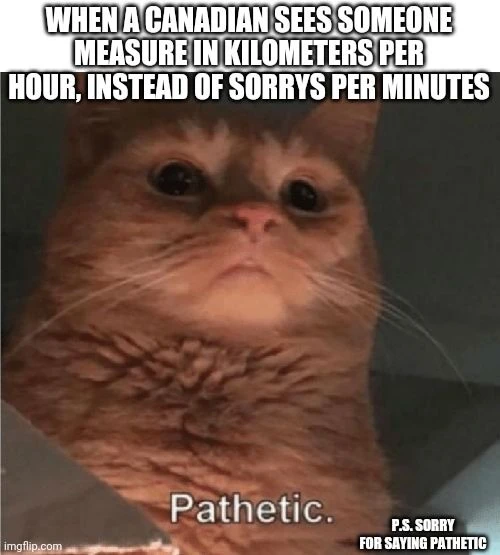 WHEN A CANADIAN SEES SOMEONE
MEASURE IN KILOMETERS PER
HOUR, INSTEAD OF SORRYS PER MINUTES
Pathetic.
P.S. SORRY
FOR SAYING PATHETIC
imgflip.com